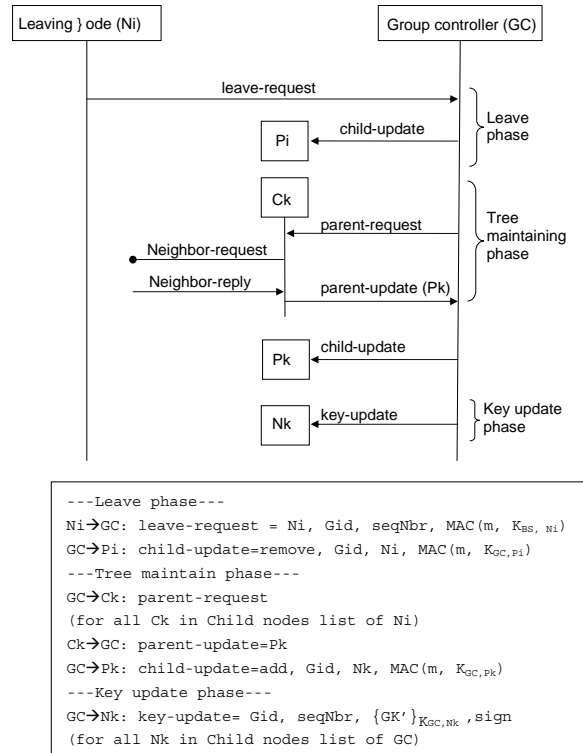 Leaving } ode (Ni)
Group controller (GC)
leave-request
Leave
phase
child-update
Pi
Ck
parent-request
Tree
maintaining
phase
Neighbor-request
Neighbor-reply
parent-update (Pk)
child-update
Pk
Key update
phase
key-update
Nk
---Leave phase---
Ni→GC: leave-request = Ni, Gid, seqNbr, MAC(m, KBS, Ni)
GC→Pi: child-update=remove, Gid, Ni, MAC(m, KGC,Pi)
---Tree maintain phase---
GC→Ck: parent-request
(for all Ck in Child nodes list of Ni)
Ck→GC: parent-update=Pk
GC→Pk: child-update=add, Gid, Nk, MAC(m, KGC,Pk)
---Key update phase---
GC→Nk: key-update= Gid, seqNbr, {GK'}KGC,Nk ,sign
(for all Nk in Child nodes list of GC)